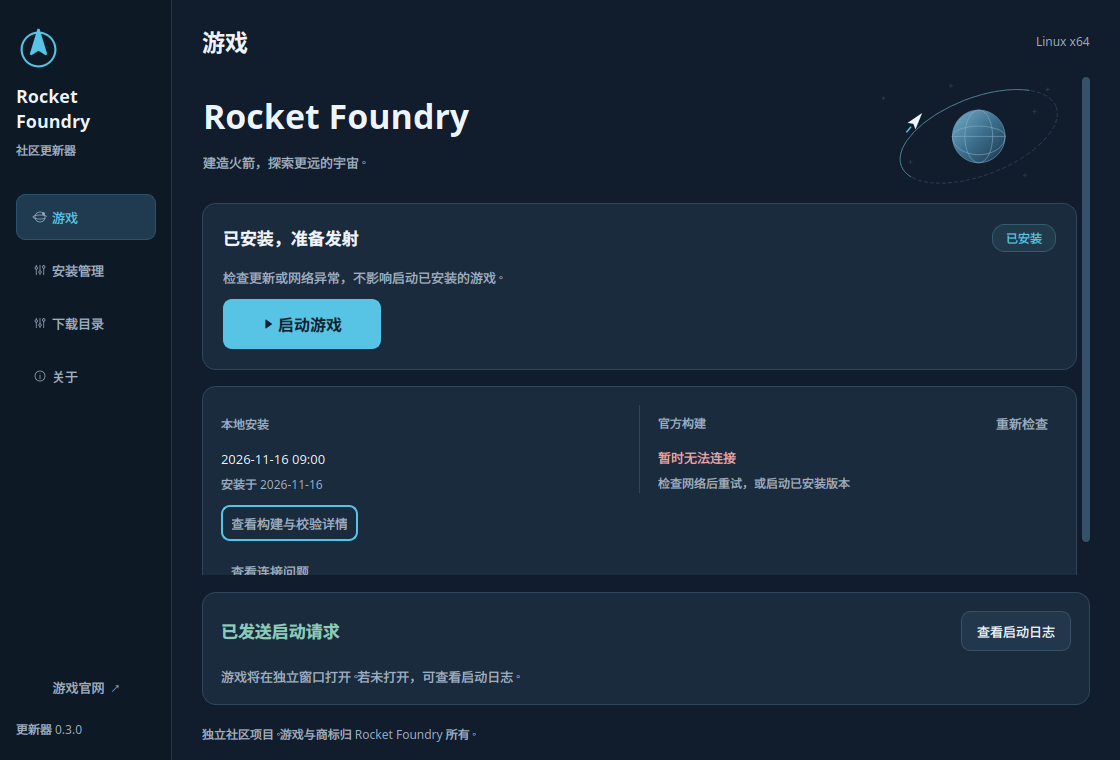 Rocket
Foundry
社区更新器
游戏
安装管理
下载目录
关于
游戏官网 ↗
更新器 0.3.0
游戏
Linux x64
Rocket Foundry
建造火箭，探索更远的宇宙。
已安装，准备发射
已安装
检查更新或网络异常，不影响启动已安装的游戏。
启动游戏
本地安装
2026-11-16 09:00
安装于 2026-11-16
查看构建与校验详情
查看连接问题
官方构建
重新检查
暂时无法连接
检查网络后重试，或启动已安装版本
已发送启动请求
查看启动日志
游戏将在独立窗口打开。若未打开，可查看启动日志。
独立社区项目。游戏与商标归 Rocket Foundry 所有。